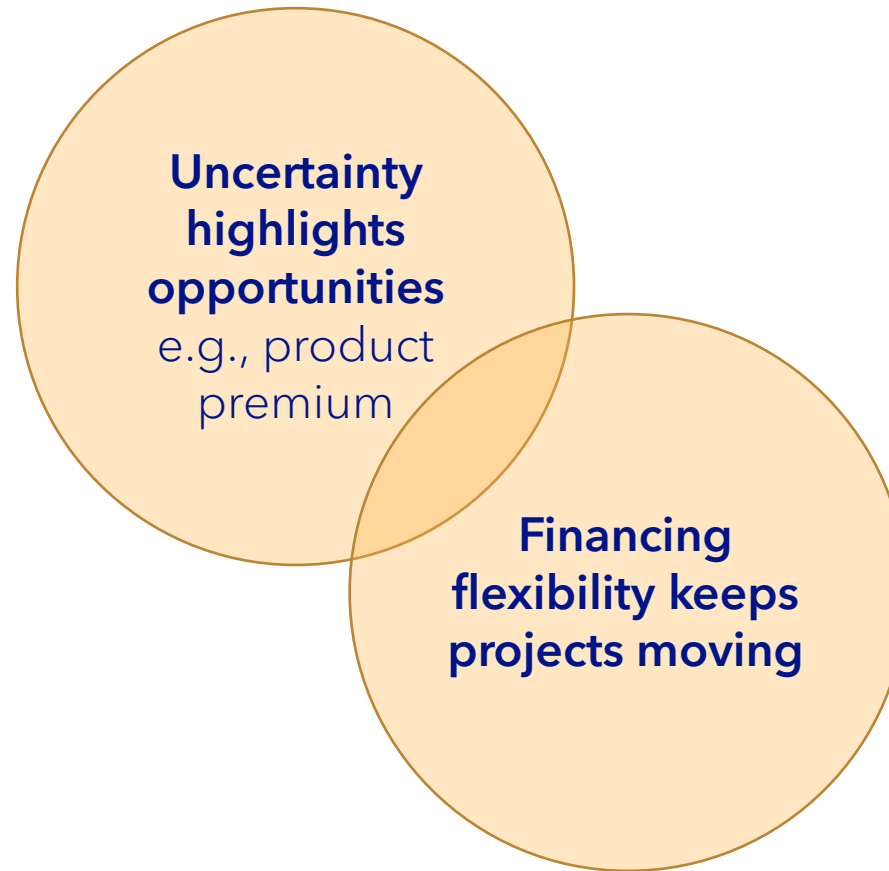 Uncertainty
highlights
opportunities
e.g., product
premium
Financing
flexibility keeps
projects moving